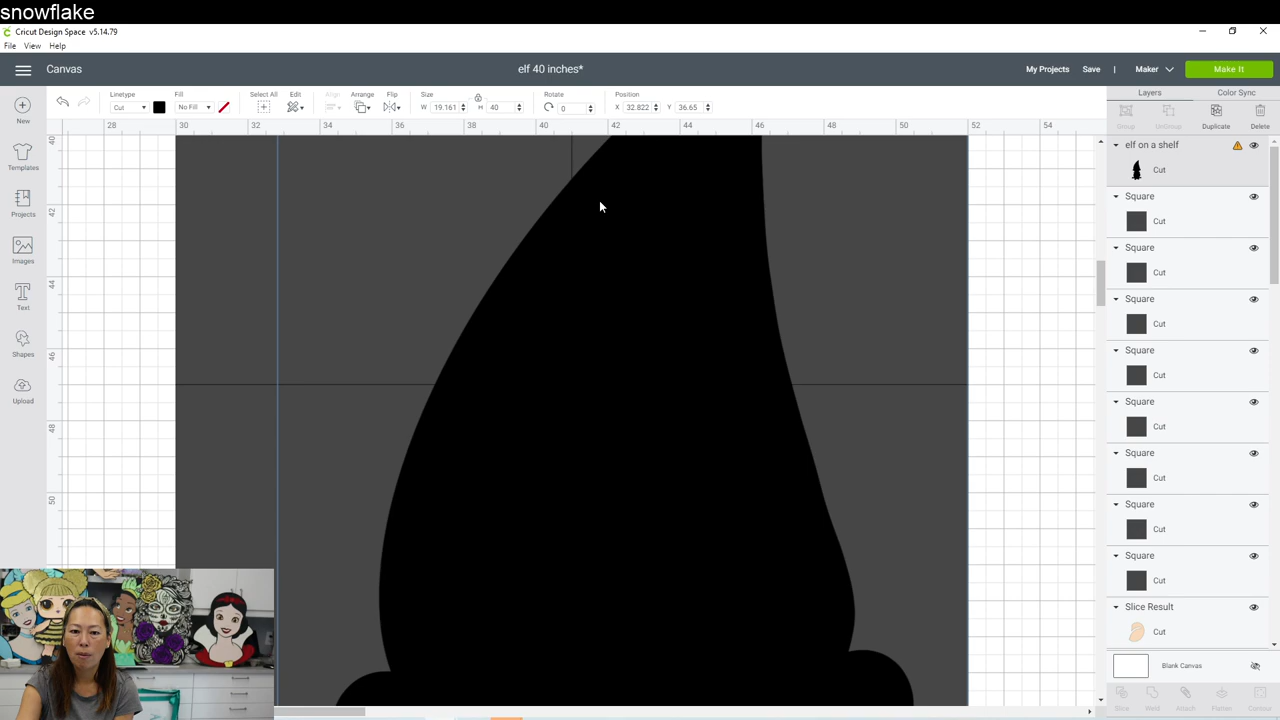 snowflake
Cricut Design Space v5.14.79
File View Help
Canvas
elf 40 inches*
My Projects
Save
|
Maker
Make It
Linetype
Cut
Fill
No Fill
Select All
Edit
Align
Arrange
Flip
Size
W 19.161
H 40
Rotate
0
Position
X 32.822
Y 36.65
Layers
Color Sync
Group
UnGroup
Duplicate
Delete
New
Templates
Projects
Images
Text
Shapes
Upload
28 30 32 34 36 38 40 42 44 46 48 50 52 54
40
42
44
46
48
50
elf on a shelf
Cut
Square
Cut
Square
Cut
Square
Cut
Square
Cut
Square
Cut
Square
Cut
Square
Cut
Square
Cut
Slice Result
Cut
Blank Canvas
Slice
Weld
Attach
Flatten
Contour